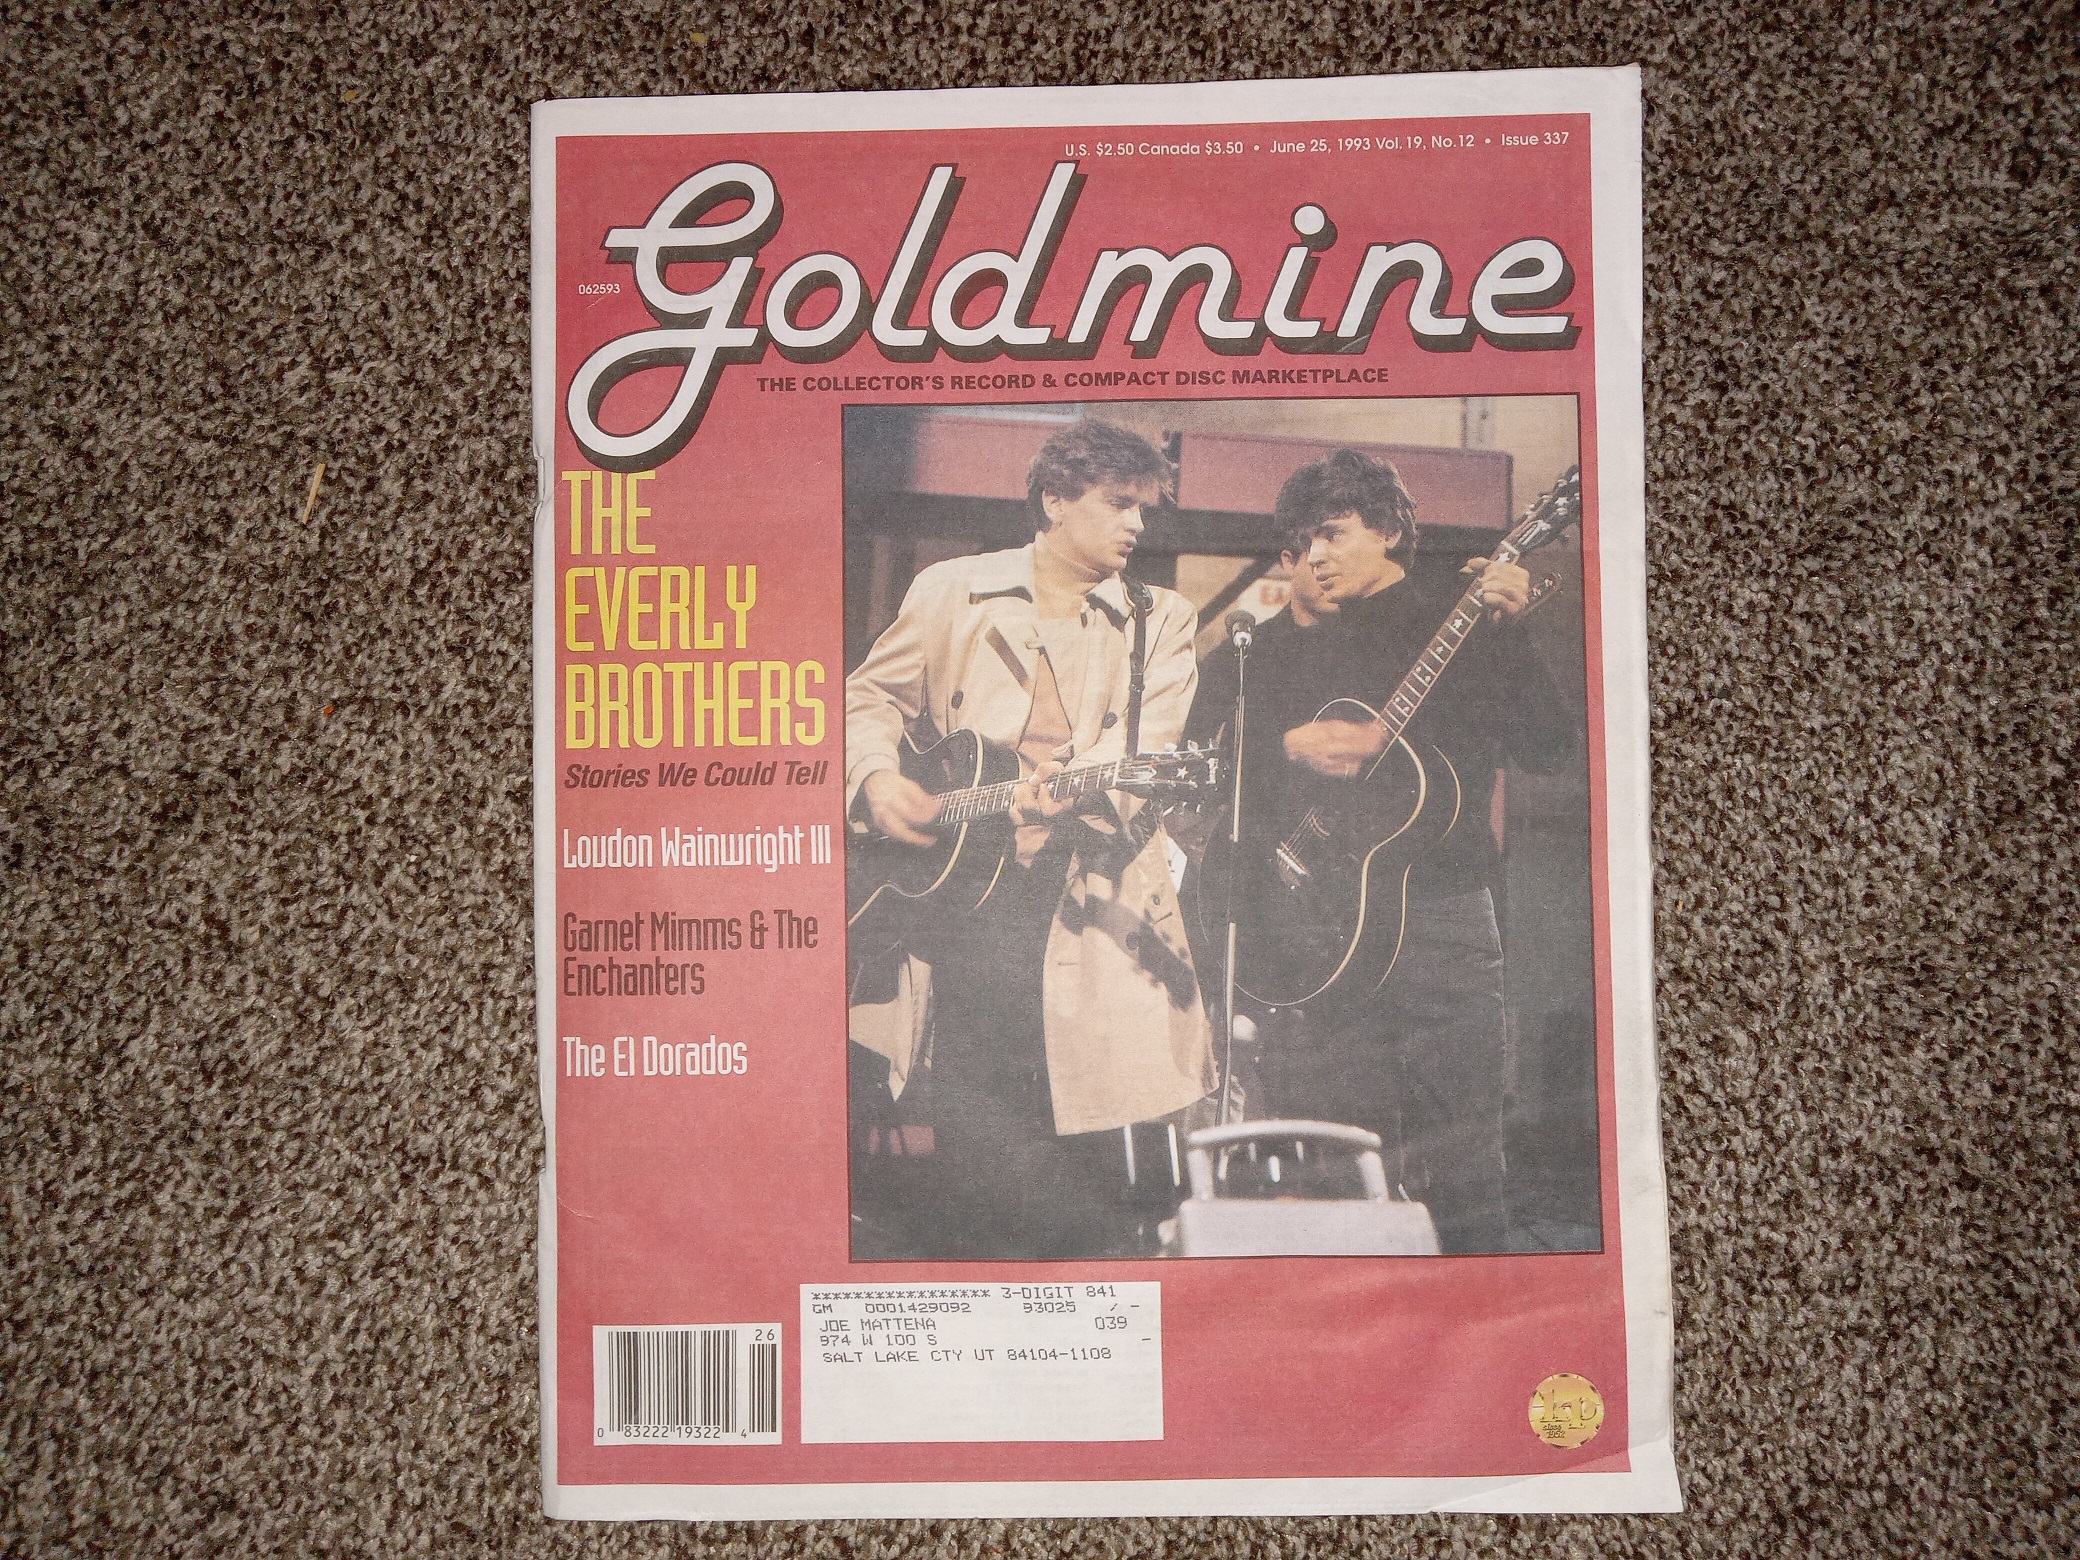 U.S. $2.50 Canada $3.50 • June 25, 1993 Vol. 19, No.12 • Issue 337
Goldmine
062593
THE COLLECTOR'S RECORD & COMPACT DISC MARKETPLACE
THE
EVERLY
BROTHERS
Stories We Could Tell
Loudon Wainwright III
Garnet Mimms & The
Enchanters
The El Dorados
***************** 3-DIGIT 841
GM 0001429092 93025 / -
JOE MATTENA 039
974 W 100 S -
SALT LAKE CTY UT 84104-1108
26
0 83222 19322 4
kp
since
1952